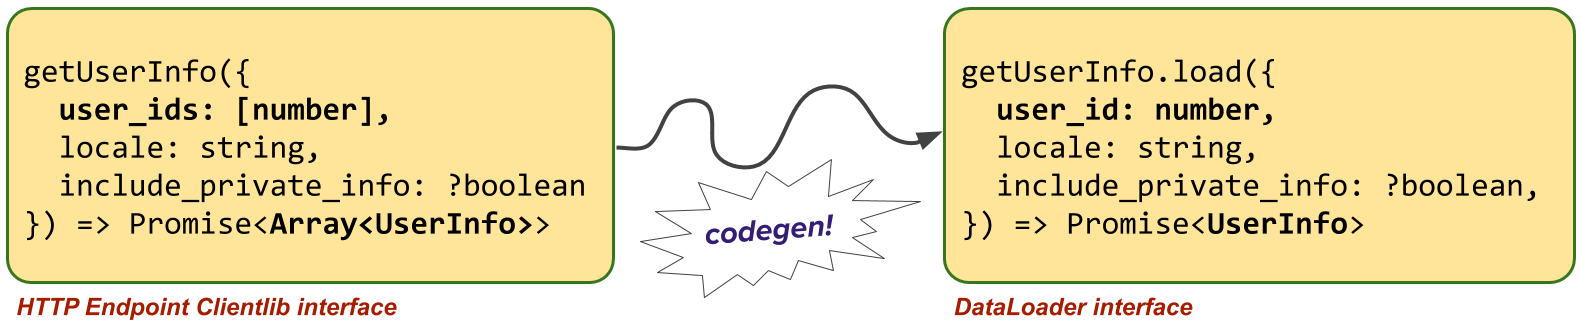 getUserInfo({
  user_ids: [number],
  locale: string,
  include_private_info: ?boolean
}) => Promise<Array<UserInfo>>
HTTP Endpoint Clientlib interface
codegen!
getUserInfo.load({
  user_id: number,
  locale: string,
  include_private_info: ?boolean,
}) => Promise<UserInfo>
DataLoader interface